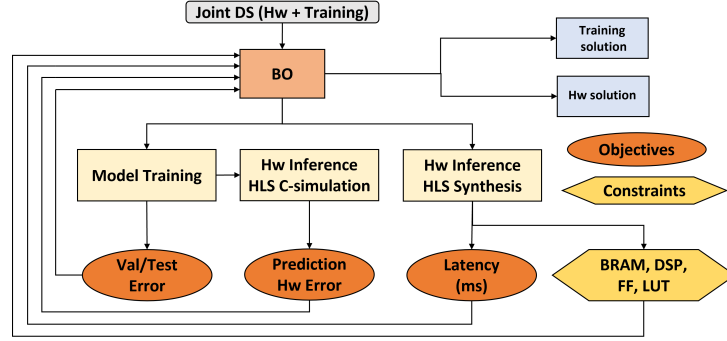 Joint DS (Hw + Training)
BO
Training
solution
Hw solution
Model Training
Hw Inference
HLS C-simulation
Hw Inference
HLS Synthesis
Objectives
Constraints
Val/Test
Error
Prediction
Hw Error
Latency
(ms)
BRAM, DSP,
FF, LUT